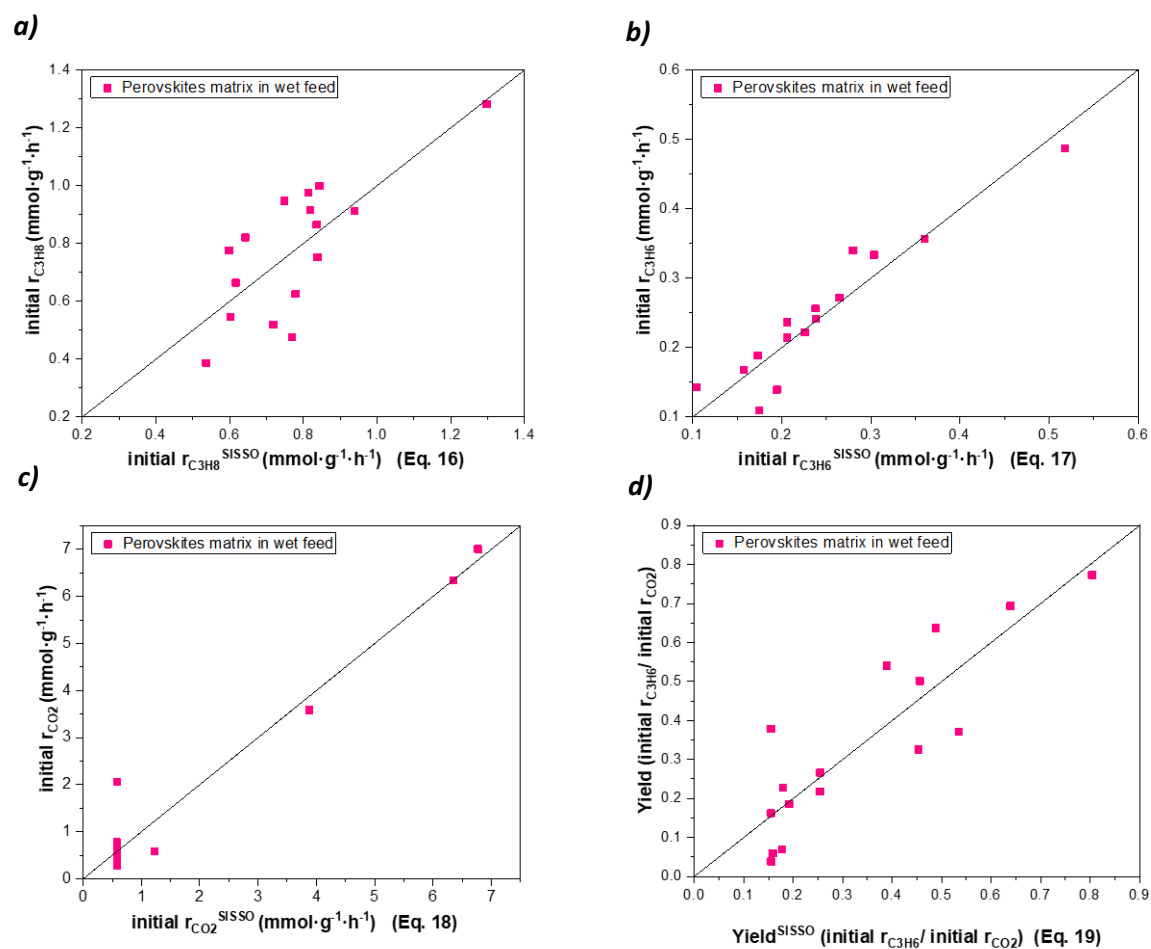 a)
1.4
1.2
1.0
0.8
0.6
0.4
0.2
0.2 0.4 0.6 0.8 1.0 1.2 1.4
Perovskites matrix in wet feed
initial r_C3H8 (mmol·g⁻¹·h⁻¹)
initial r_C3H8^SISSO (mmol·g⁻¹·h⁻¹) (Eq. 16)
b)
0.6
0.5
0.4
0.3
0.2
0.1
0.1 0.2 0.3 0.4 0.5 0.6
Perovskites matrix in wet feed
initial r_C3H6 (mmol·g⁻¹·h⁻¹)
initial r_C3H6^SISSO (mmol·g⁻¹·h⁻¹) (Eq. 17)
c)
7
6
5
4
3
2
1
0
0 1 2 3 4 5 6 7
Perovskites matrix in wet feed
initial r_CO2 (mmol·g⁻¹·h⁻¹)
initial r_CO2^SISSO (mmol·g⁻¹·h⁻¹) (Eq. 18)
d)
0.9
0.8
0.7
0.6
0.5
0.4
0.3
0.2
0.1
0.0
0.0 0.1 0.2 0.3 0.4 0.5 0.6 0.7 0.8 0.9
Perovskites matrix in wet feed
Yield (initial r_C3H6/ initial r_CO2)
Yield^SISSO (initial r_C3H6/ initial r_CO2) (Eq. 19)